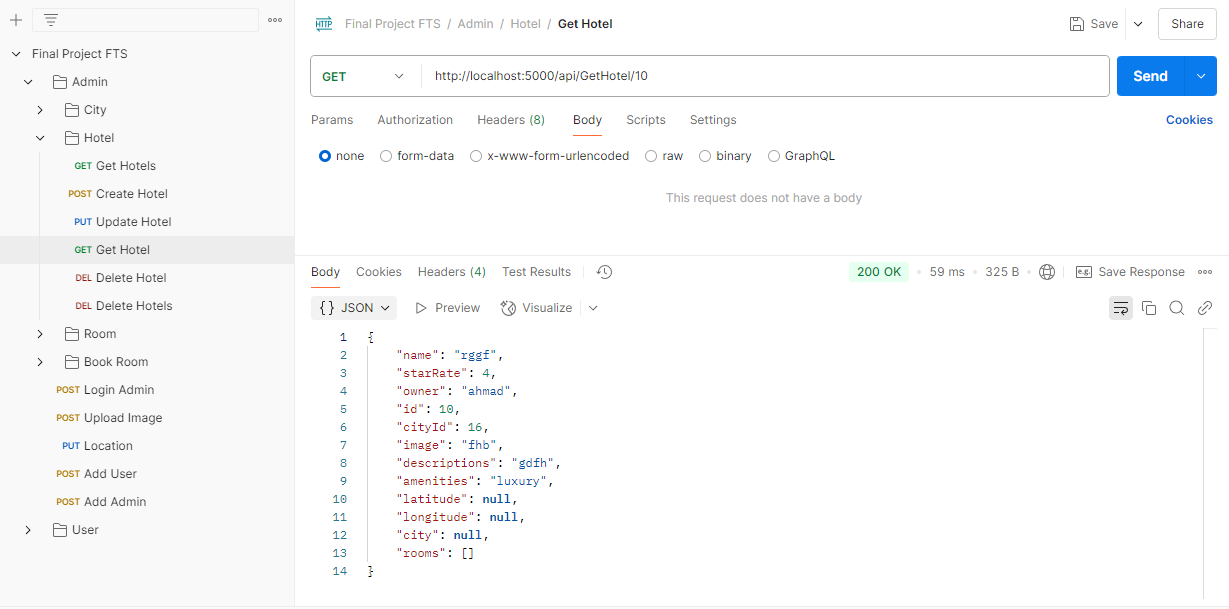 HTTP Final Project FTS / Admin / Hotel / Get Hotel Save Share
Final Project FTS
Admin
City
Hotel
GET Get Hotels
POST Create Hotel
PUT Update Hotel
GET Get Hotel
DEL Delete Hotel
DEL Delete Hotels
Room
Book Room
POST Login Admin
POST Upload Image
PUT Location
POST Add User
POST Add Admin
User
GET http://localhost:5000/api/GetHotel/10 Send
Params Authorization Headers (8) Body Scripts Settings Cookies
none form-data x-www-form-urlencoded raw binary GraphQL
This request does not have a body
Body Cookies Headers (4) Test Results 200 OK • 59 ms • 325 B • e.g. Save Response
{} JSON Preview Visualize
1 {
2 "name": "rggf",
3 "starRate": 4,
4 "owner": "ahmad",
5 "id": 10,
6 "cityId": 16,
7 "image": "fhb",
8 "descriptions": "gdfh",
9 "amenities": "luxury",
10 "latitude": null,
11 "longitude": null,
12 "city": null,
13 "rooms": []
14 }